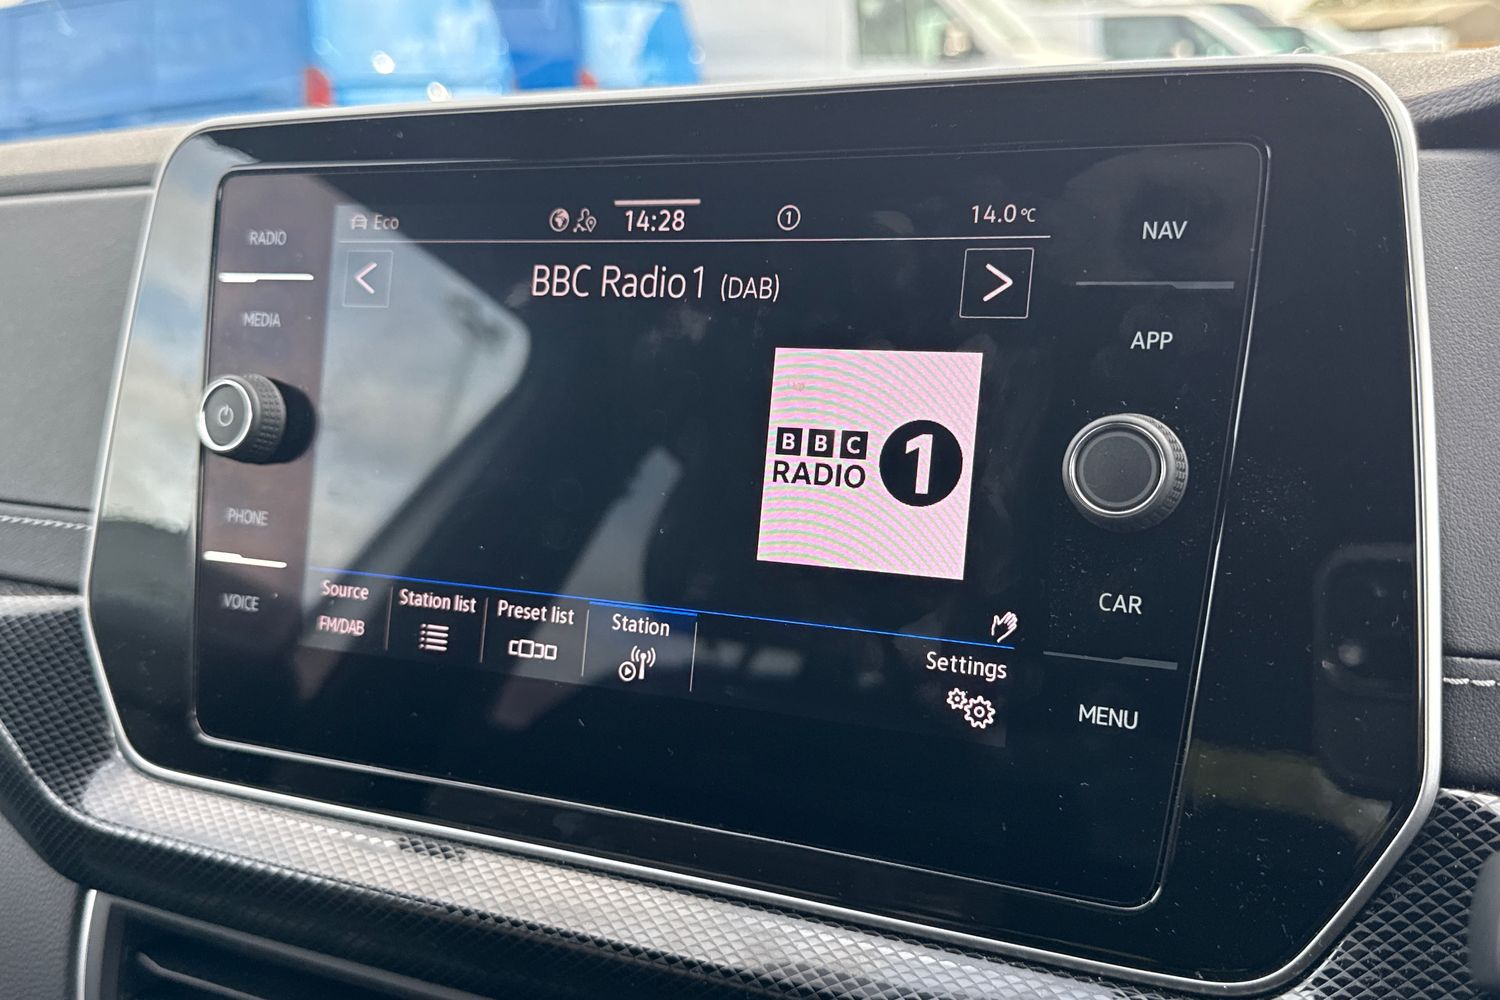 RADIO
MEDIA
PHONE
VOICE
Eco
14:28
1
14.0°C
BBC Radio 1 (DAB)
BBC
RADIO
1
Source
FM/DAB
Station list
Preset list
Station
Settings
NAV
APP
CAR
MENU